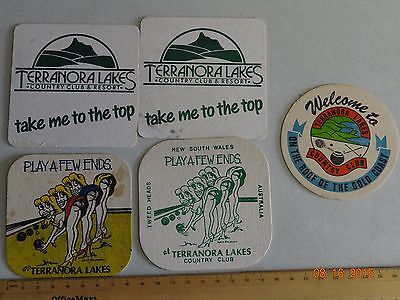 TERRANORA LAKES
COUNTRY CLUB & RESORT
take me to the top
TERRANORA LAKES
COUNTRY CLUB & RESORT
take me to the top
Welcome to
TERRANORA LAKES
COUNTRY CLUB
ON THE ROOF OF THE GOLD COAST
PLAY A FEW ENDS.
at TERRANORA LAKES
NEW SOUTH WALES
PLAY A FEW ENDS.
TWEED HEADS
AUSTRALIA
at TERRANORA LAKES
COUNTRY CLUB
OfficeMax
08 16 2015